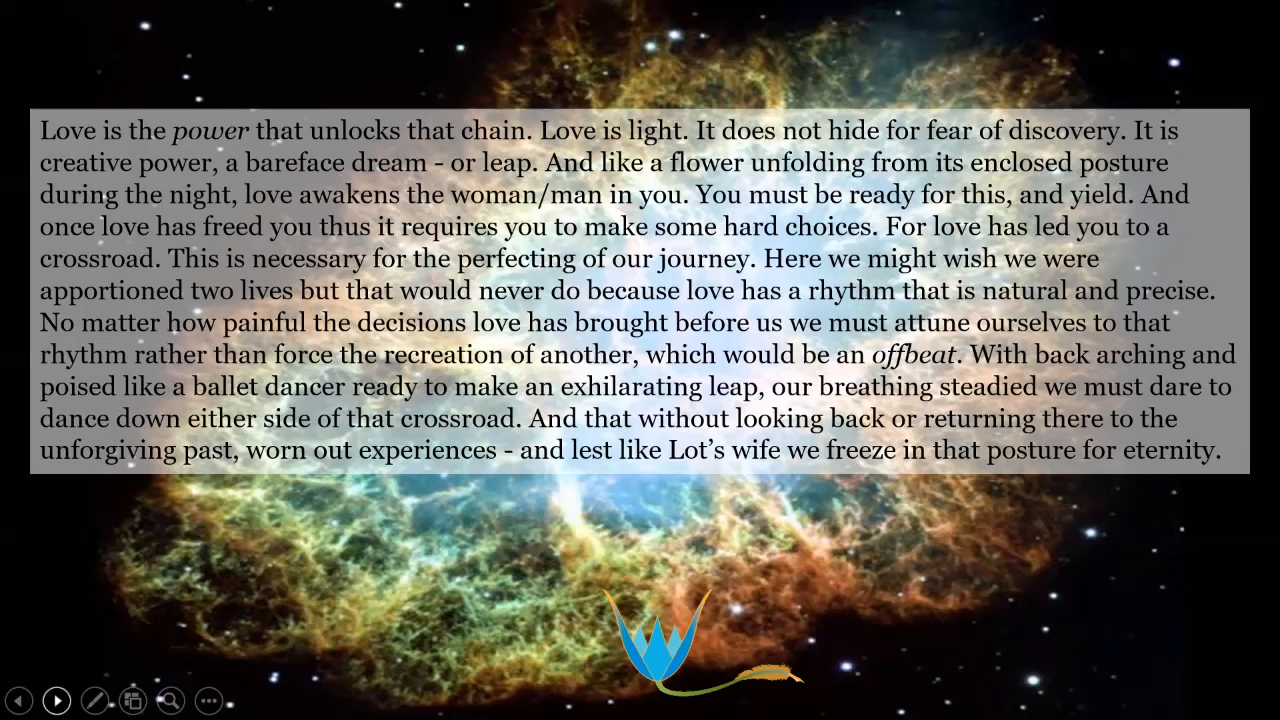 Love is the power that unlocks that chain. Love is light. It does not hide for fear of discovery. It is
creative power, a bareface dream - or leap. And like a flower unfolding from its enclosed posture
during the night, love awakens the woman/man in you. You must be ready for this, and yield. And
once love has freed you thus it requires you to make some hard choices. For love has led you to a
crossroad. This is necessary for the perfecting of our journey. Here we might wish we were
apportioned two lives but that would never do because love has a rhythm that is natural and precise.
No matter how painful the decisions love has brought before us we must attune ourselves to that
rhythm rather than force the recreation of another, which would be an offbeat. With back arching and
poised like a ballet dancer ready to make an exhilarating leap, our breathing steadied we must dare to
dance down either side of that crossroad. And that without looking back or returning there to the
unforgiving past, worn out experiences - and lest like Lot’s wife we freeze in that posture for eternity.